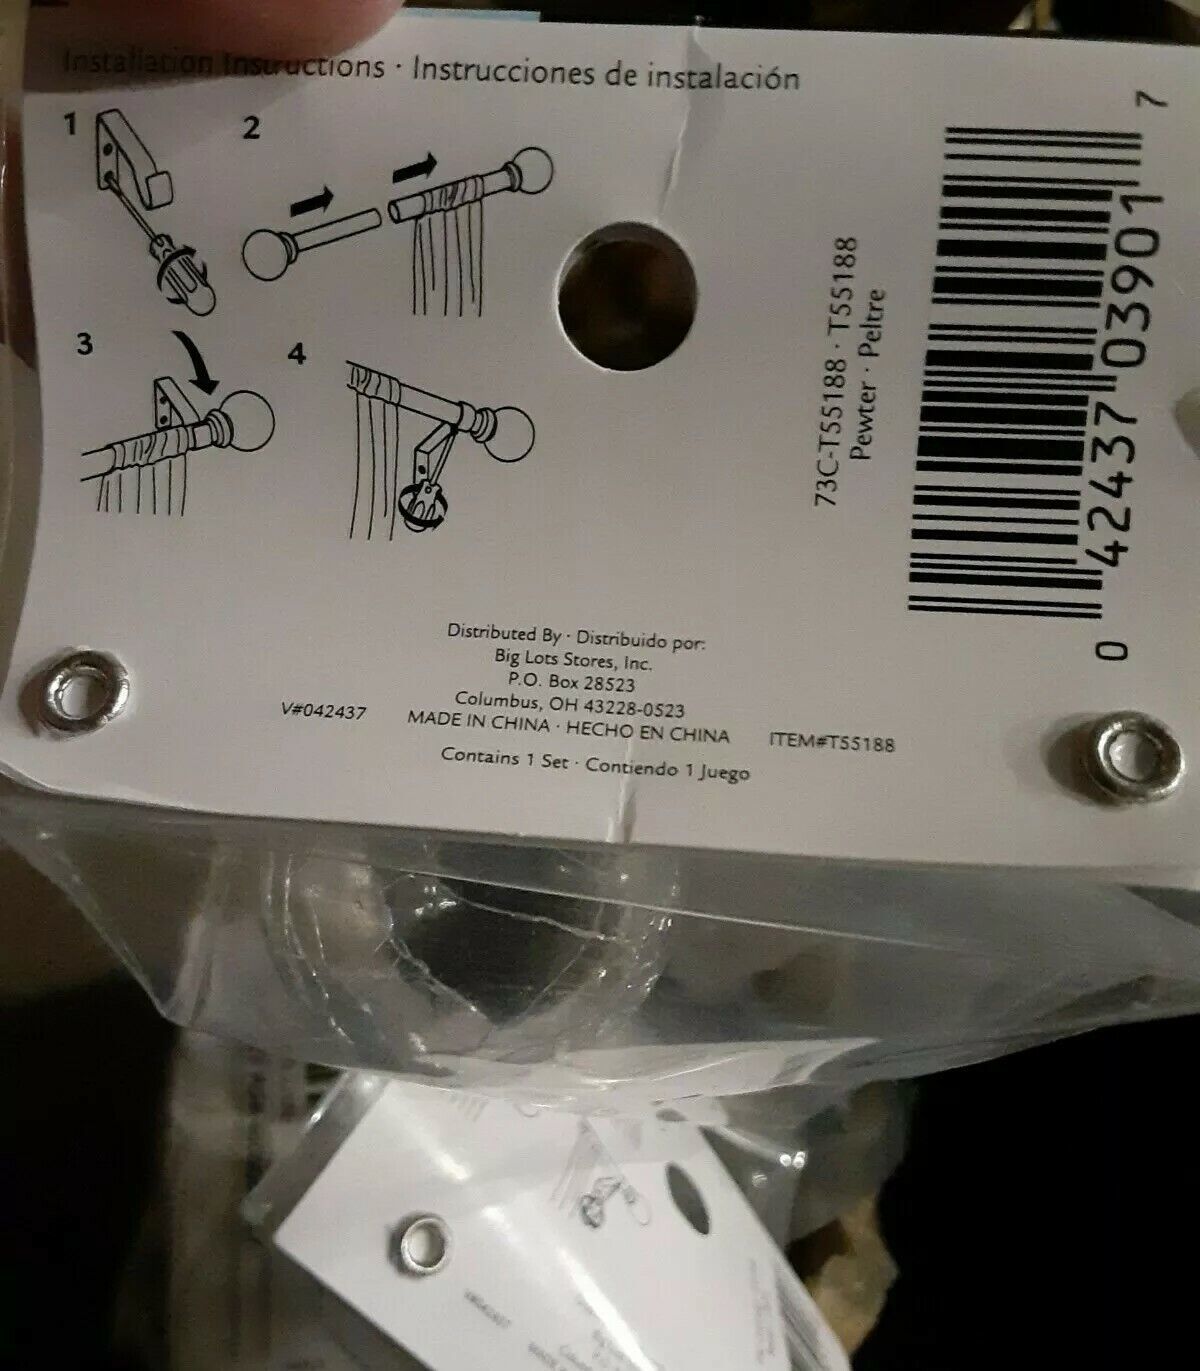 Installation Instructions · Instrucciones de instalación
1
2
3
4
73C-T55188 · T55188
Pewter · Peltre
0 42437 03901 7
Distributed By · Distribuido por:
Big Lots Stores, Inc.
P.O. Box 28523
Columbus, OH 43228-0523
MADE IN CHINA · HECHO EN CHINA
V#042437
ITEM#T55188
Contains 1 Set · Contiendo 1 Juego
V#042437